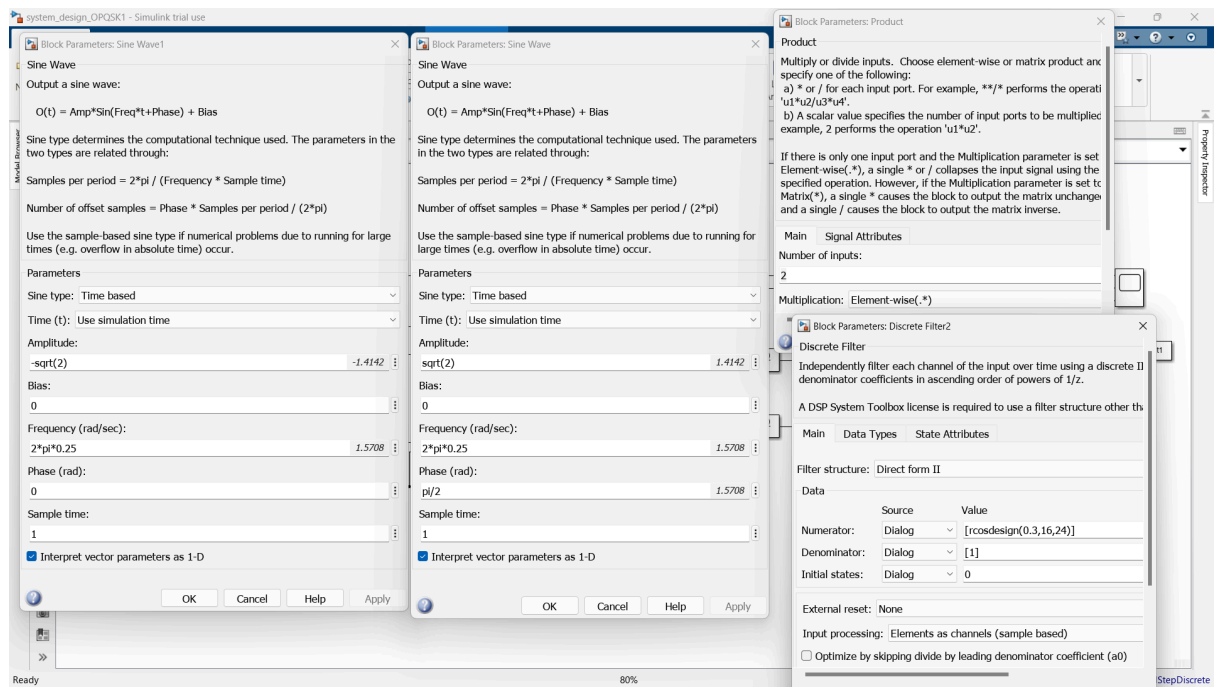 system_design_OPQSK1 - Simulink trial use
Block Parameters: Sine Wave1
Sine Wave
Output a sine wave:
O(t) = Amp*Sin(Freq*t+Phase) + Bias
Sine type determines the computational technique used. The parameters in the
two types are related through:
Samples per period = 2*pi / (Frequency * Sample time)
Number of offset samples = Phase * Samples per period / (2*pi)
Use the sample-based sine type if numerical problems due to running for large
times (e.g. overflow in absolute time) occur.
Parameters
Sine type: Time based
Time (t): Use simulation time
Amplitude:
-sqrt(2) -1.4142
Bias:
0
Frequency (rad/sec):
2*pi*0.25 1.5708
Phase (rad):
0
Sample time:
1
Interpret vector parameters as 1-D
OK Cancel Help Apply
Block Parameters: Sine Wave
Sine Wave
Output a sine wave:
O(t) = Amp*Sin(Freq*t+Phase) + Bias
Sine type determines the computational technique used. The parameters
in the two types are related through:
Samples per period = 2*pi / (Frequency * Sample time)
Number of offset samples = Phase * Samples per period / (2*pi)
Use the sample-based sine type if numerical problems due to running for
large times (e.g. overflow in absolute time) occur.
Parameters
Sine type: Time based
Time (t): Use simulation time
Amplitude:
sqrt(2) 1.4142
Bias:
0
Frequency (rad/sec):
2*pi*0.25 1.5708
Phase (rad):
pi/2 1.5708
Sample time:
1
Interpret vector parameters as 1-D
OK Cancel Help Apply
Block Parameters: Product
Product
Multiply or divide inputs. Choose element-wise or matrix product and
specify one of the following:
a) * or / for each input port. For example, **/* performs the operati
'u1*u2/u3*u4'.
b) A scalar value specifies the number of input ports to be multiplied
example, 2 performs the operation 'u1*u2'.
If there is only one input port and the Multiplication parameter is set
Element-wise(.*), a single * or / collapses the input signal using the
specified operation. However, if the Multiplication parameter is set to
Matrix(*), a single * causes the block to output the matrix unchange
and a single / causes the block to output the matrix inverse.
Main Signal Attributes
Number of inputs:
2
Multiplication: Element-wise(.*)
Block Parameters: Discrete Filter2
Discrete Filter
Independently filter each channel of the input over time using a discrete II
denominator coefficients in ascending order of powers of 1/z.
A DSP System Toolbox license is required to use a filter structure other th
Main Data Types State Attributes
Filter structure: Direct form II
Data
Source Value
Numerator: Dialog [rcosdesign(0.3,16,24)]
Denominator: Dialog [1]
Initial states: Dialog 0
External reset: None
Input processing: Elements as channels (sample based)
Optimize by skipping divide by leading denominator coefficient (a0)
Property Inspector
Ready
80%
StepDiscrete